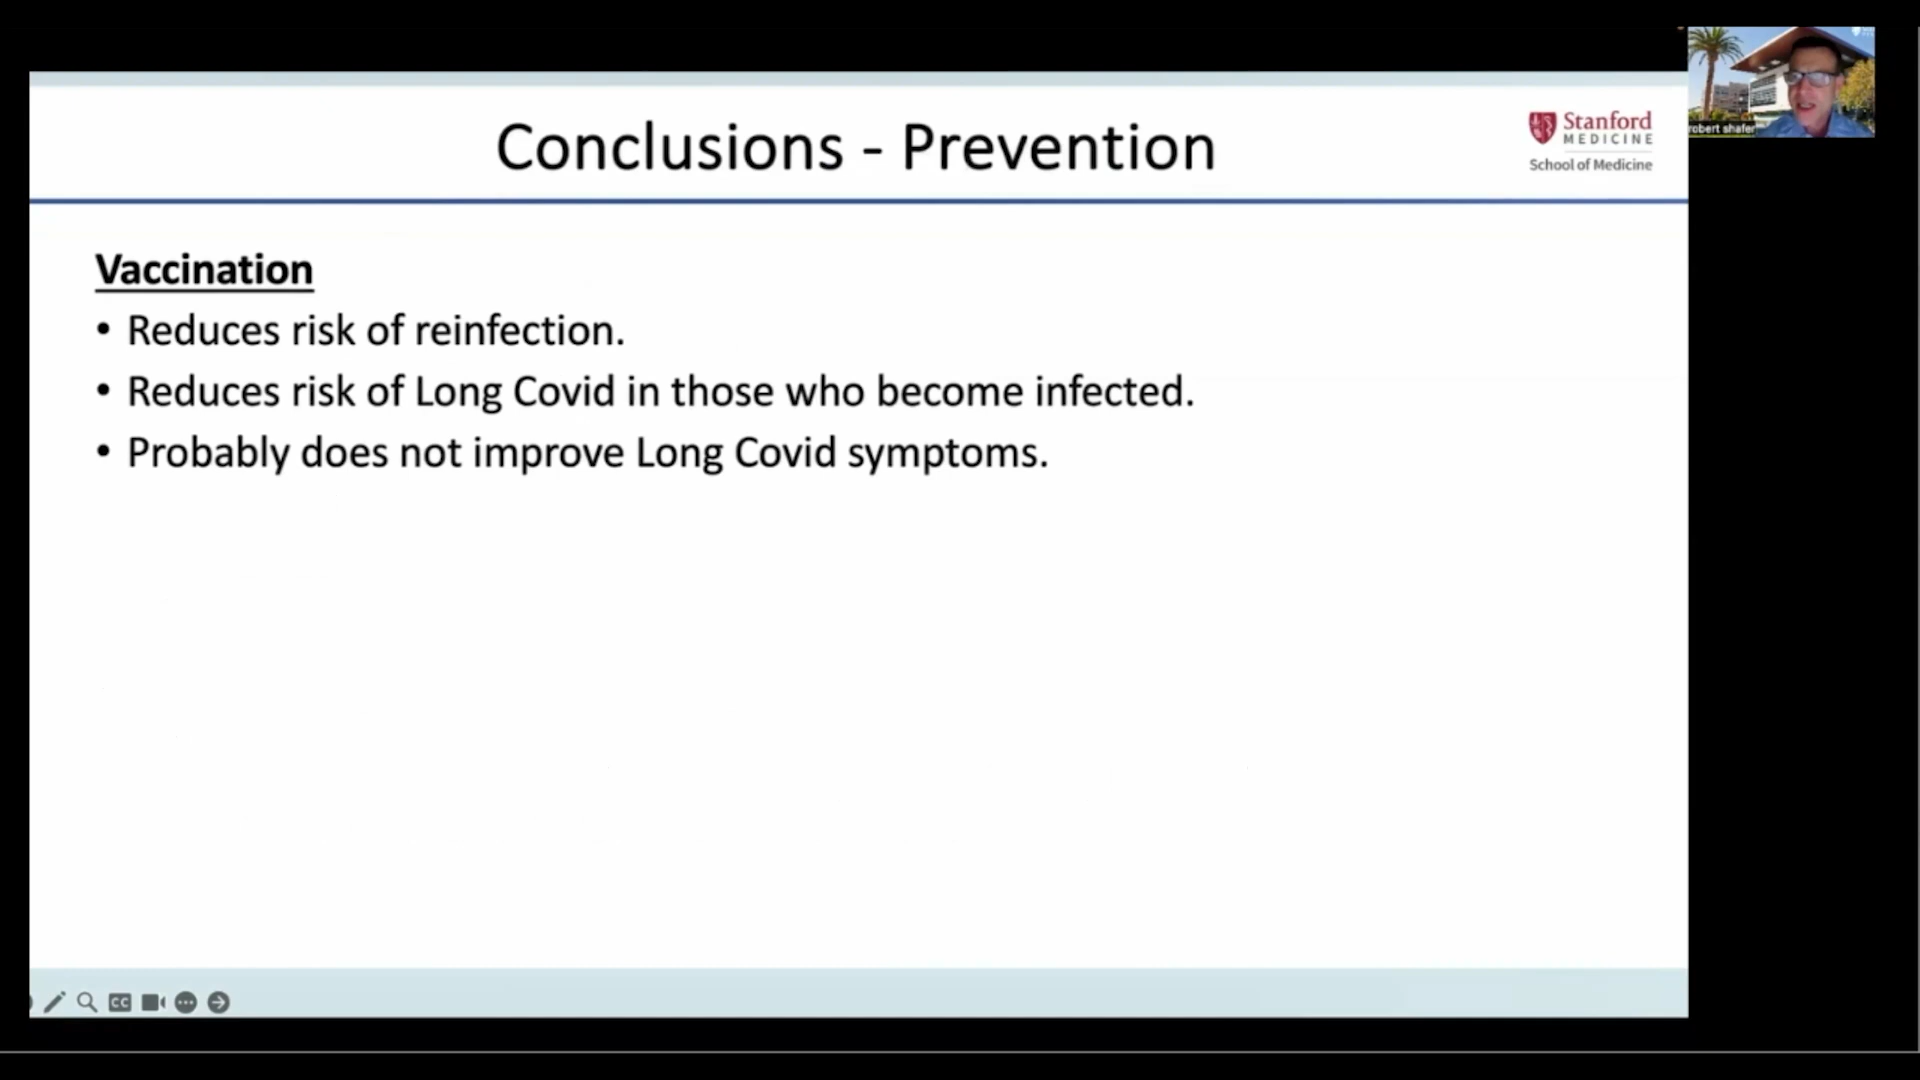 Conclusions - Prevention
Stanford
MEDICINE
School of Medicine
robert shafer
Vaccination
• Reduces risk of reinfection.
• Reduces risk of Long Covid in those who become infected.
• Probably does not improve Long Covid symptoms.
CC